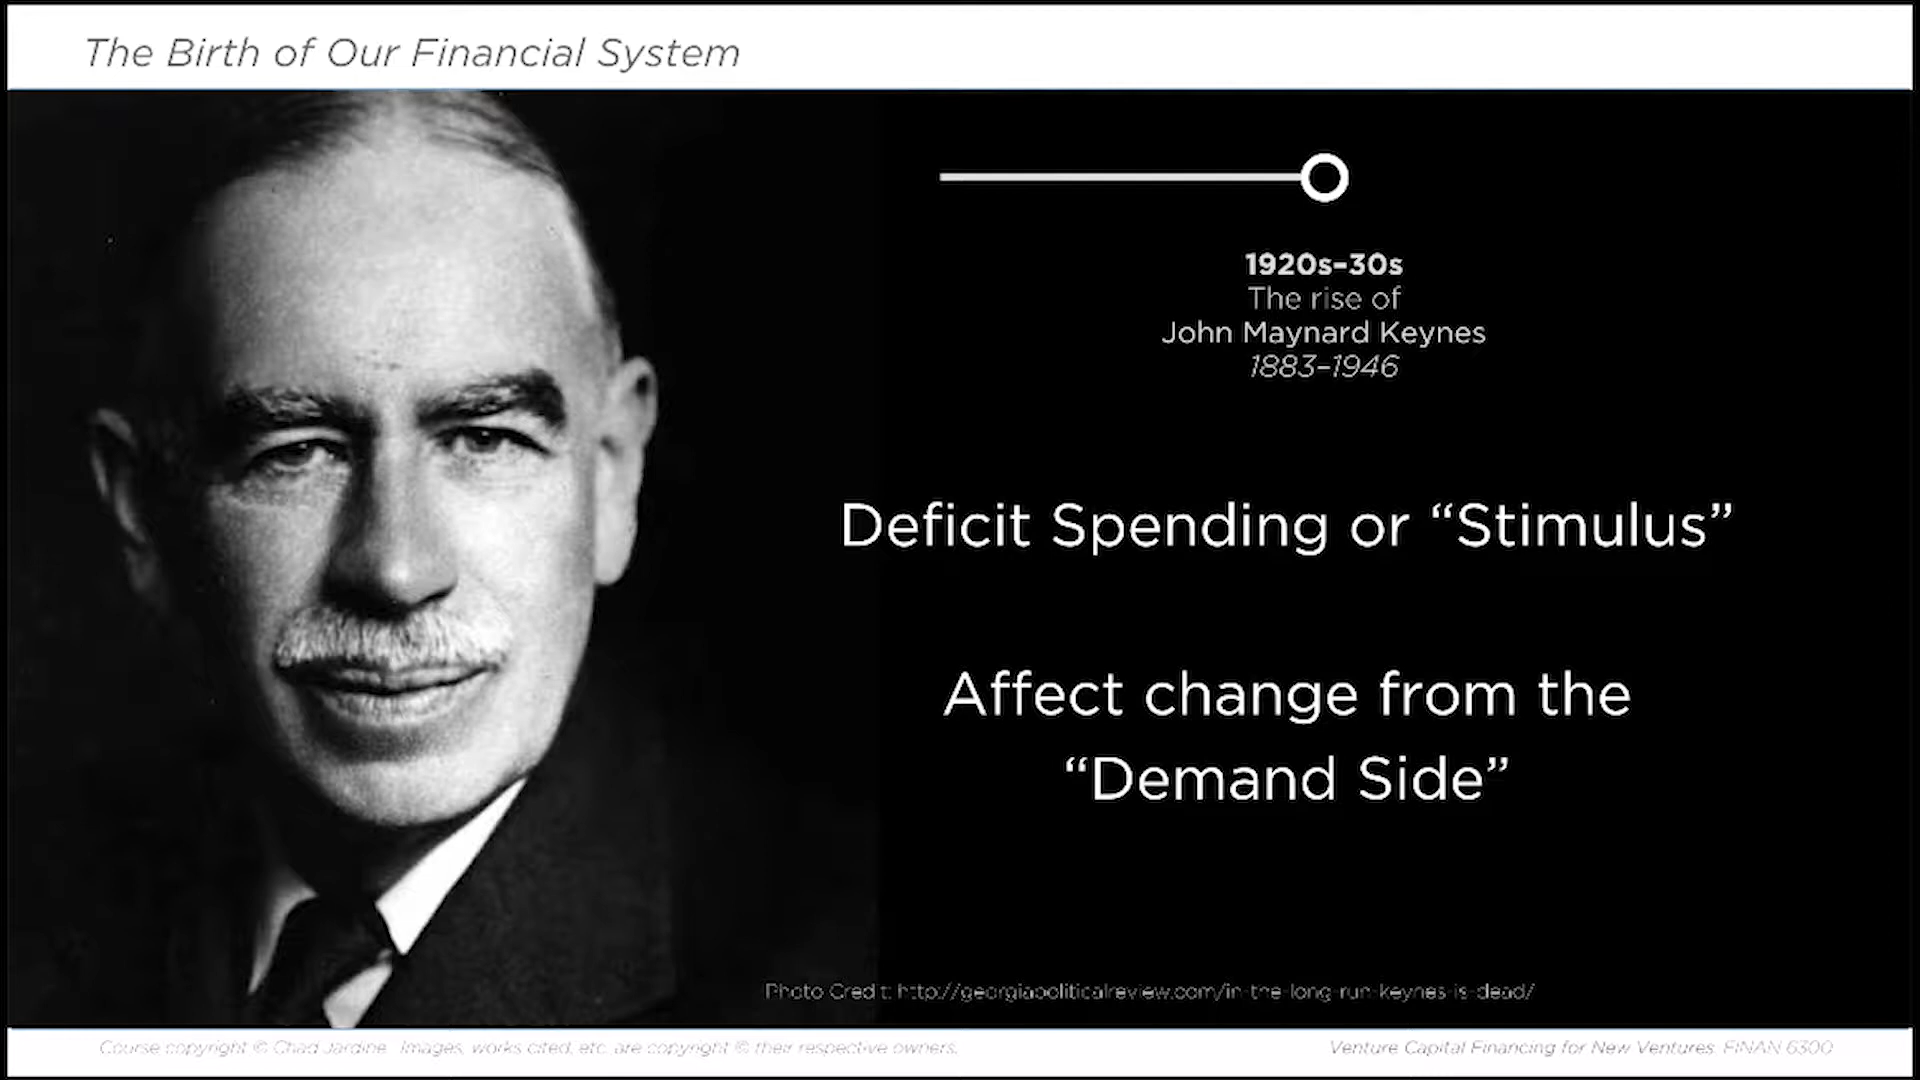 The Birth of Our Financial System
1920s–30s
The rise of
John Maynard Keynes
1883–1946
Deficit Spending or “Stimulus”
Affect change from the
“Demand Side”
Photo Credit: http://georgiapoliticalreview.com/in-the-long-run-keynes-is-dead/
Course copyright © Chad Jardine. Images, works cited, etc. are copyright © their respective owners.
Venture Capital Financing for New Ventures FINAN 6300